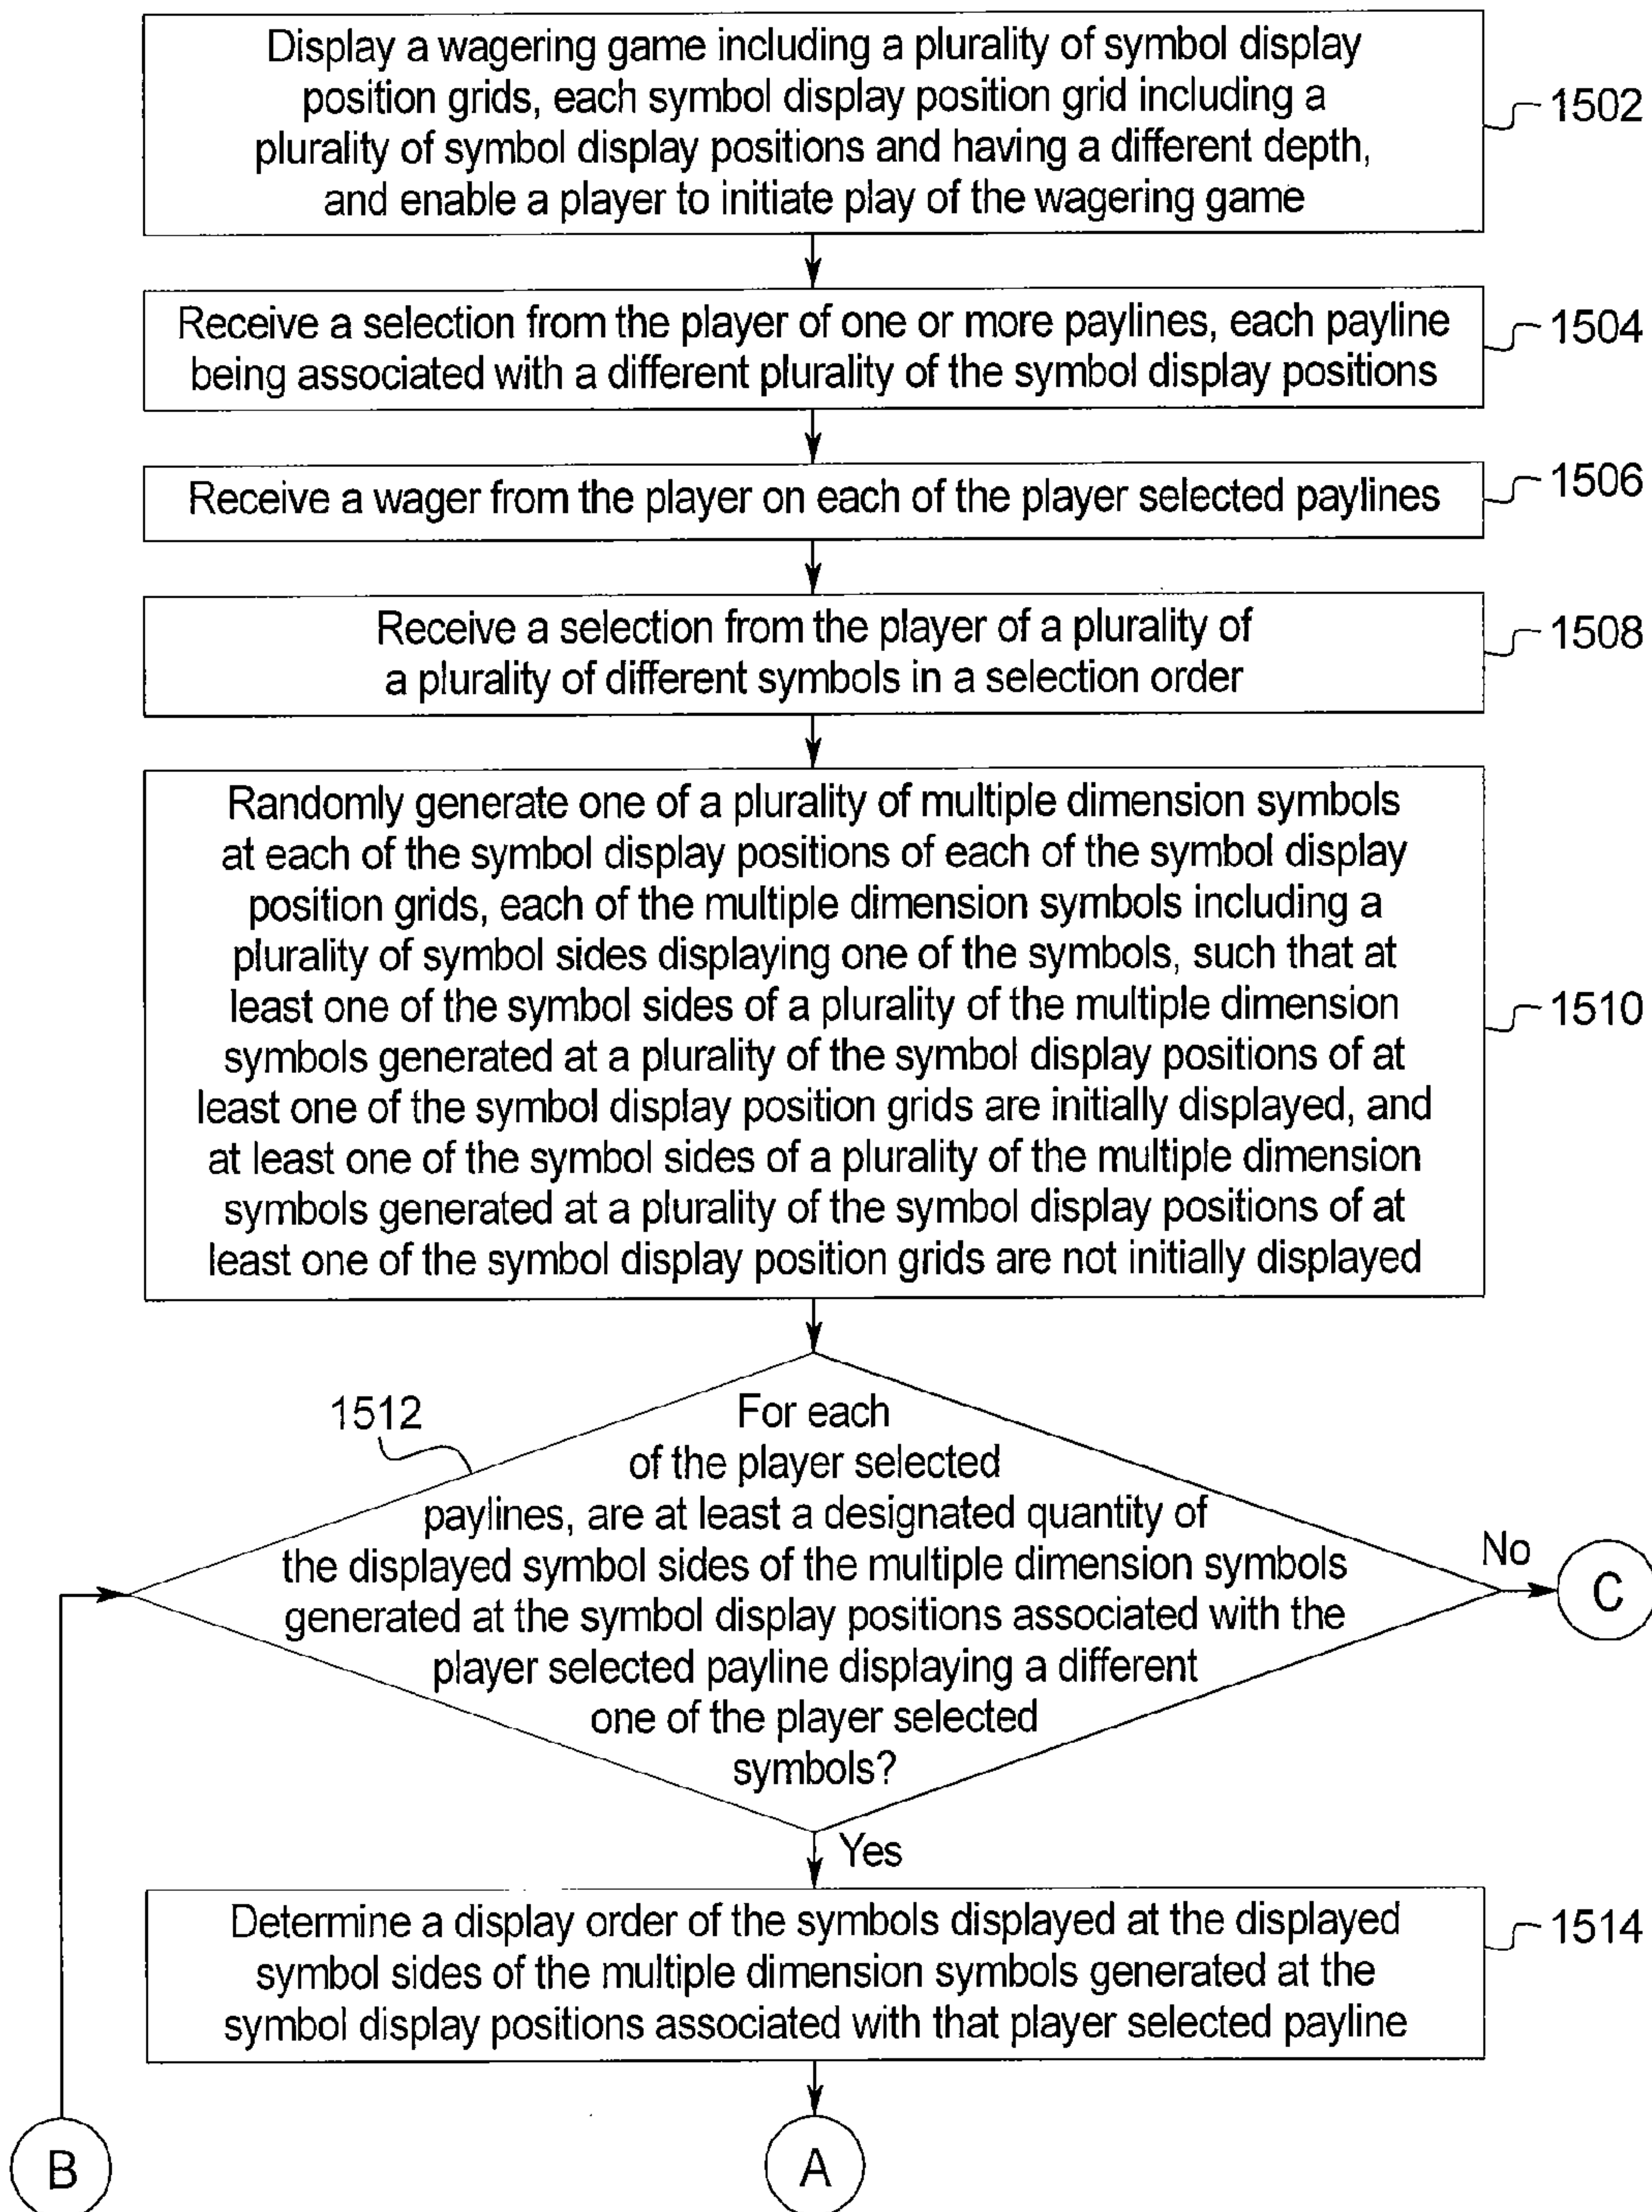 Display a wagering game including a plurality of symbol display
position grids, each symbol display position grid including a
plurality of symbol display positions and having a different depth,
and enable a player to initiate play of the wagering game
1502
Receive a selection from the player of one or more paylines, each payline
being associated with a different plurality of the symbol display positions
1504
Receive a wager from the player on each of the player selected paylines
1506
Receive a selection from the player of a plurality of
a plurality of different symbols in a selection order
1508
Randomly generate one of a plurality of multiple dimension symbols
at each of the symbol display positions of each of the symbol display
position grids, each of the multiple dimension symbols including a
plurality of symbol sides displaying one of the symbols, such that at
least one of the symbol sides of a plurality of the multiple dimension
symbols generated at a plurality of the symbol display positions of at
least one of the symbol display position grids are initially displayed, and
at least one of the symbol sides of a plurality of the multiple dimension
symbols generated at a plurality of the symbol display positions of at
least one of the symbol display position grids are not initially displayed
1510
1512
For each
of the player selected
paylines, are at least a designated quantity of
the displayed symbol sides of the multiple dimension symbols
generated at the symbol display positions associated with the
player selected payline displaying a different
one of the player selected
symbols?
No
C
Yes
Determine a display order of the symbols displayed at the displayed
symbol sides of the multiple dimension symbols generated at the
symbol display positions associated with that player selected payline
1514
B
A